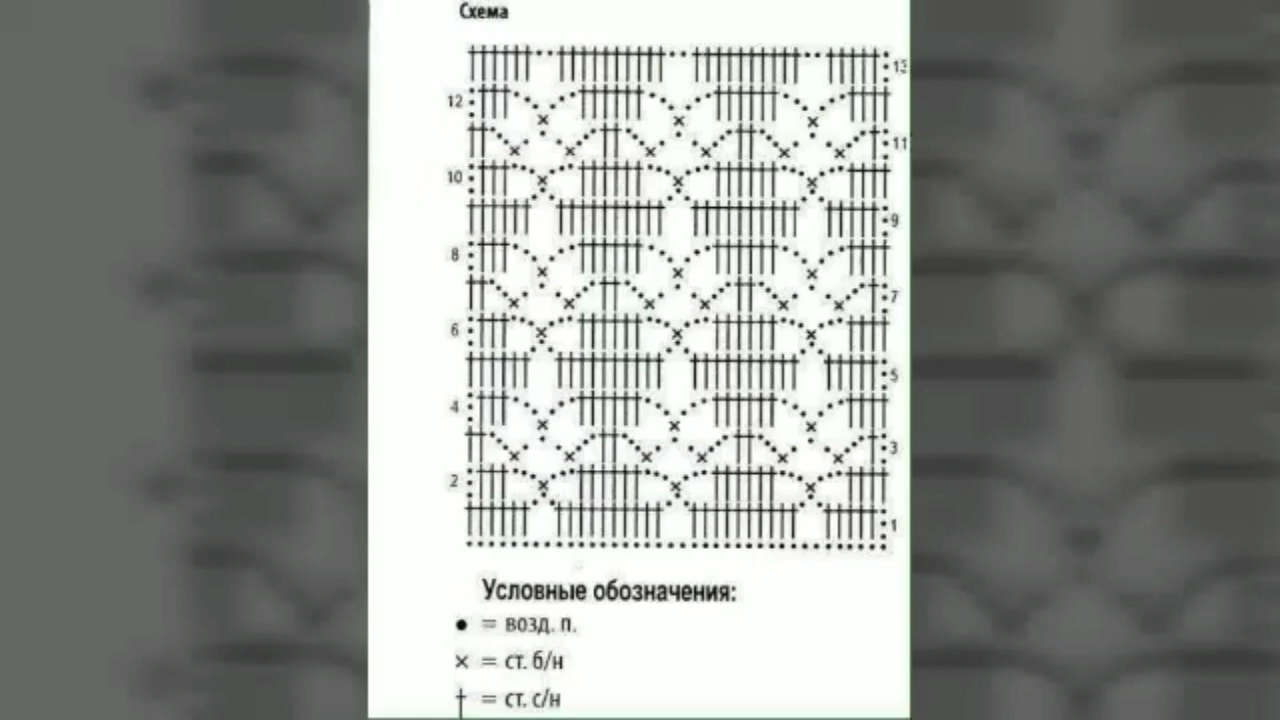 Схема
13
12
11
10
9
8
7
6
5
4
3
2
1
Условные обозначения:
• = возд. п.
× = ст. б/н
† = ст. с/н